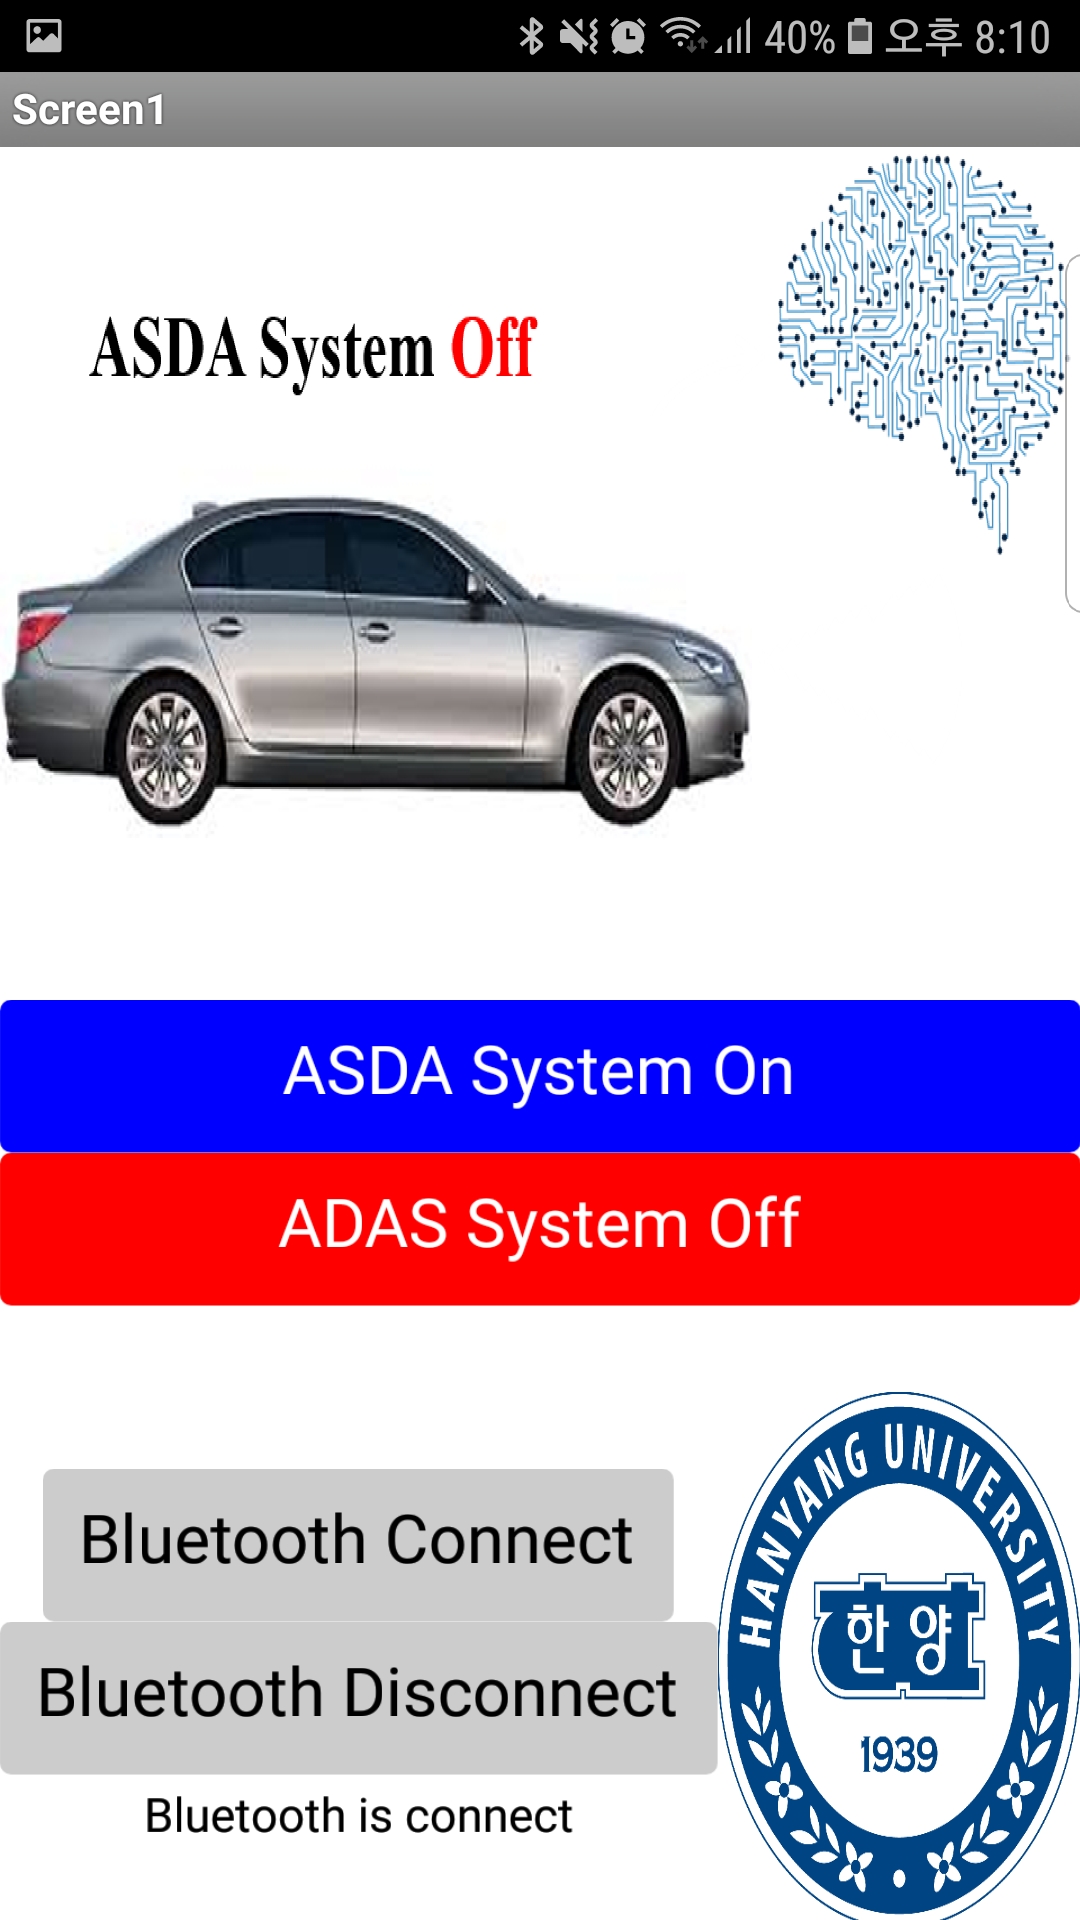 40% 오후 8:10
Screen1
ASDA System Off
ASDA System On
ADAS System Off
Bluetooth Connect
Bluetooth Disconnect
Bluetooth is connect
HANYANG UNIVERSITY
한양
1939